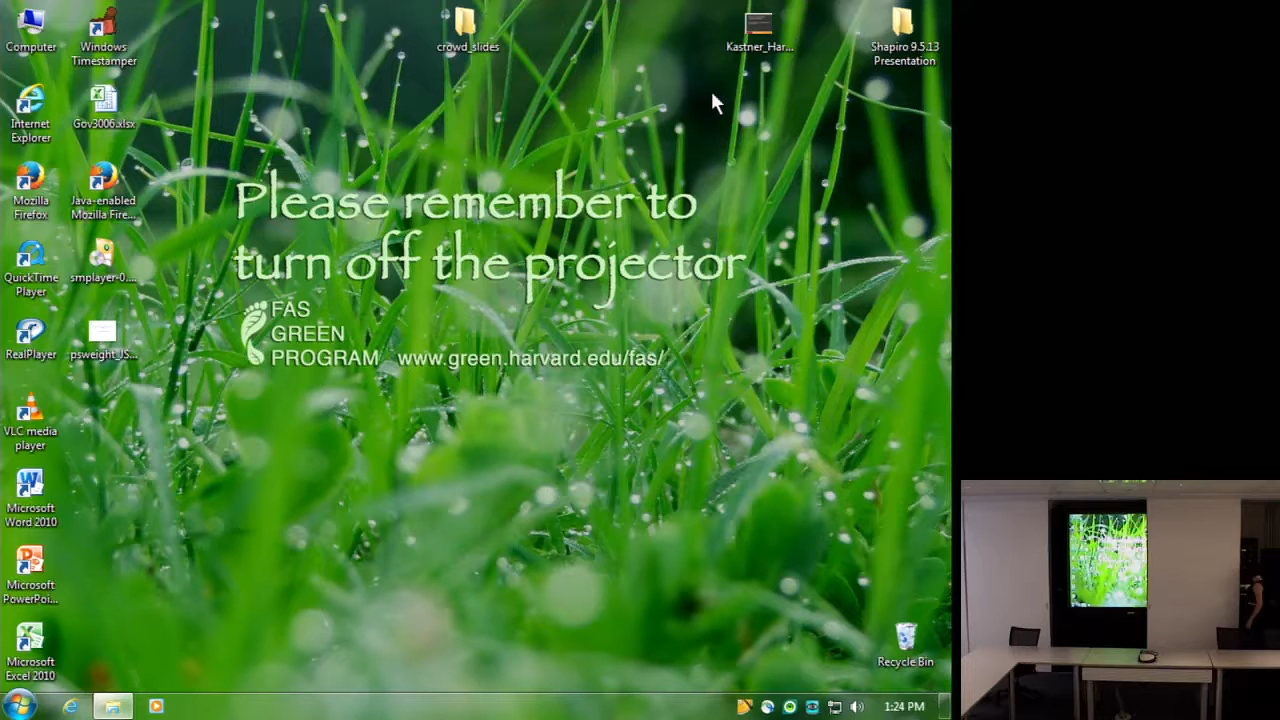 Computer
Windows
Timestamper
crowd_slides
Kastner_Har...
Shapiro 9.5.13
Presentation
Internet
Explorer
Gov3006.xlsx
Mozilla
Firefox
Java-enabled
Mozilla Fire...
Please remember to
turn off the projector
QuickTime
Player
smplayer-0....
FAS
GREEN
PROGRAM www.green.harvard.edu/fas/
RealPlayer
psweight_JS...
VLC media
player
Microsoft
Word 2010
Microsoft
PowerPoi...
Microsoft
Excel 2010
Recycle Bin
1:24 PM